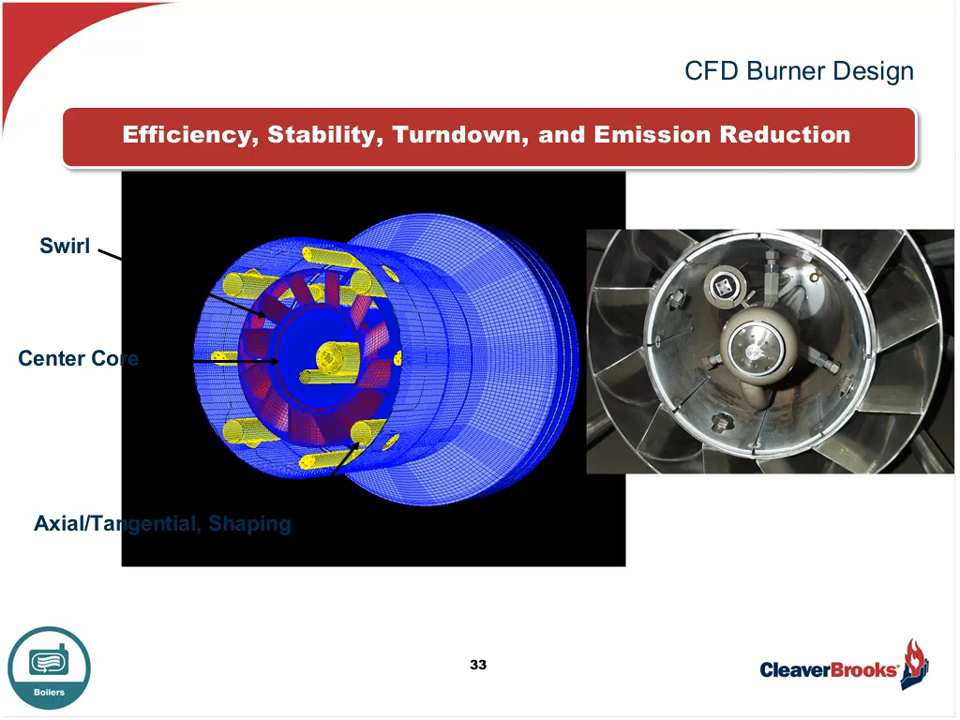 CFD Burner Design
Efficiency, Stability, Turndown, and Emission Reduction
Swirl
Center Core
Axial/Tangential, Shaping
Boilers
33
CleaverBrooks